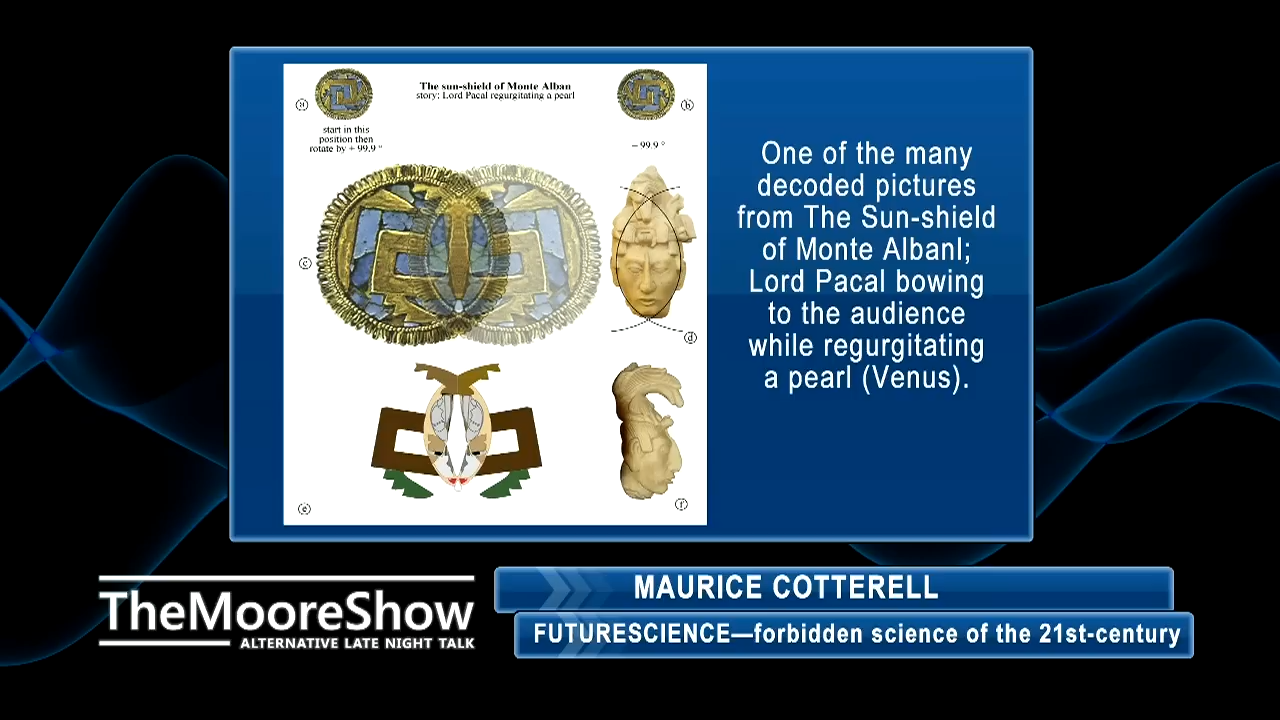 The sun-shield of Monte Alban
story: Lord Pacal regurgitating a pearl
a
b
start in this
position then
rotate by + 99.9 °
– 99.9 °
c
d
e
f
One of the many
decoded pictures
from The Sun-shield
of Monte AlbanI;
Lord Pacal bowing
to the audience
while regurgitating
a pearl (Venus).
TheMooreShow
ALTERNATIVE LATE NIGHT TALK
MAURICE COTTERELL
FUTURESCIENCE—forbidden science of the 21st-century